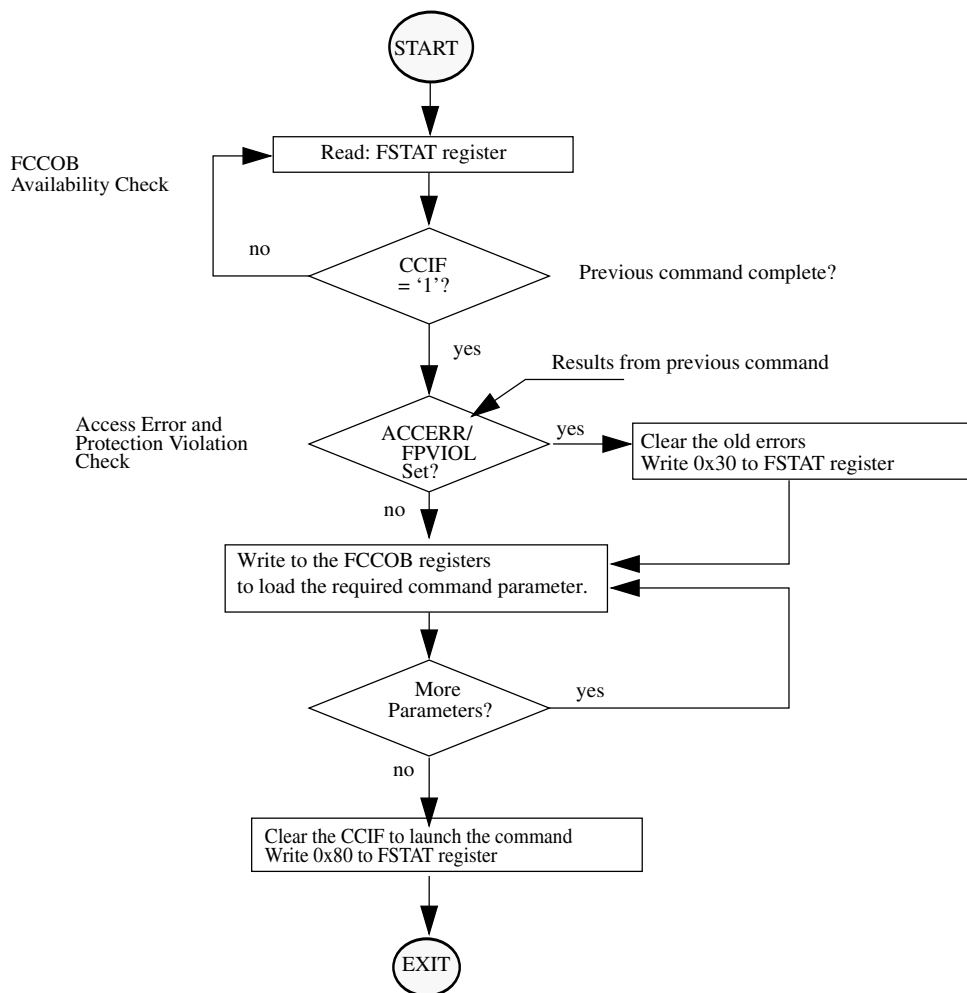 START
Read: FSTAT register
FCCOB
Availability Check
no
CCIF
= ‘1’?
Previous command complete?
yes
Results from previous command
Access Error and
Protection Violation
Check
ACCERR/
FPVIOL
Set?
yes
Clear the old errors
Write 0x30 to FSTAT register
no
Write to the FCCOB registers
to load the required command parameter.
More
Parameters?
yes
no
Clear the CCIF to launch the command
Write 0x80 to FSTAT register
EXIT